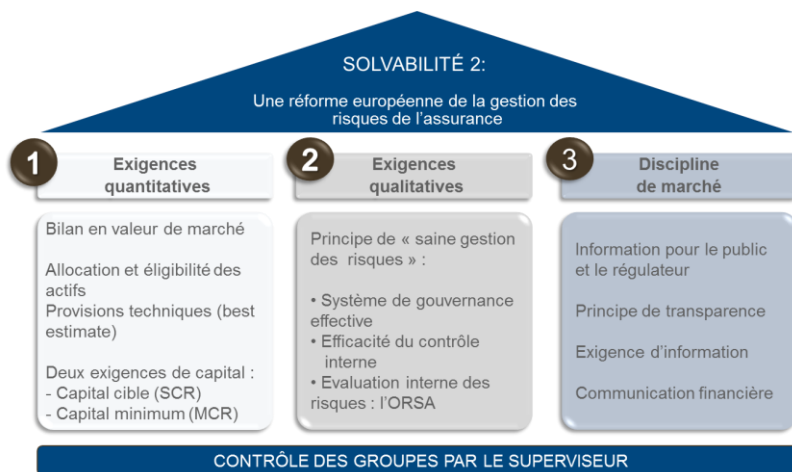 SOLVABILITÉ 2:
Une réforme européenne de la gestion des
risques de l'assurance
1
Exigences
quantitatives
Bilan en valeur de marché
Allocation et éligibilité des
actifs
Provisions techniques (best
estimate)
Deux exigences de capital :
- Capital cible (SCR)
- Capital minimum (MCR)
2
Exigences
qualitatives
Principe de « saine gestion
des risques » :
• Système de gouvernance
effective
• Efficacité du contrôle
interne
• Evaluation interne des
risques : l'ORSA
3
Discipline
de marché
Information pour le public
et le régulateur
Principe de transparence
Exigence d'information
Communication financière
CONTRÔLE DES GROUPES PAR LE SUPERVISEUR